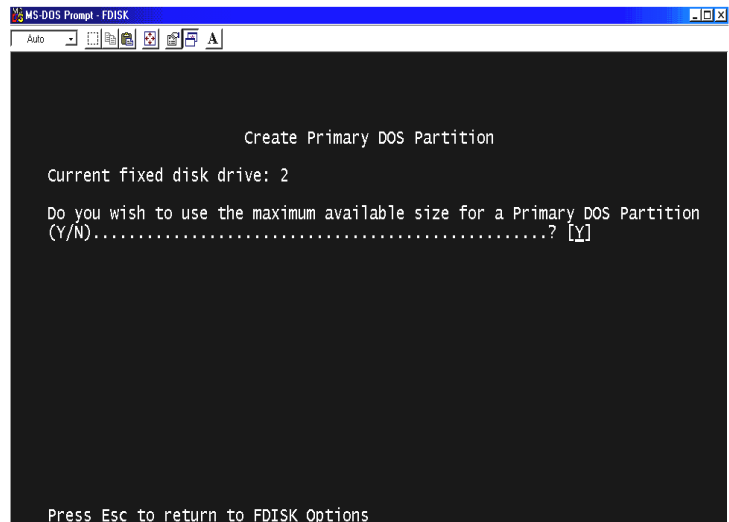 MS-DOS Prompt - FDISK
Auto
A
Create Primary DOS Partition
Current fixed disk drive: 2
Do you wish to use the maximum available size for a Primary DOS Partition
(Y/N)..................................................? [Y]
Press Esc to return to FDISK Options